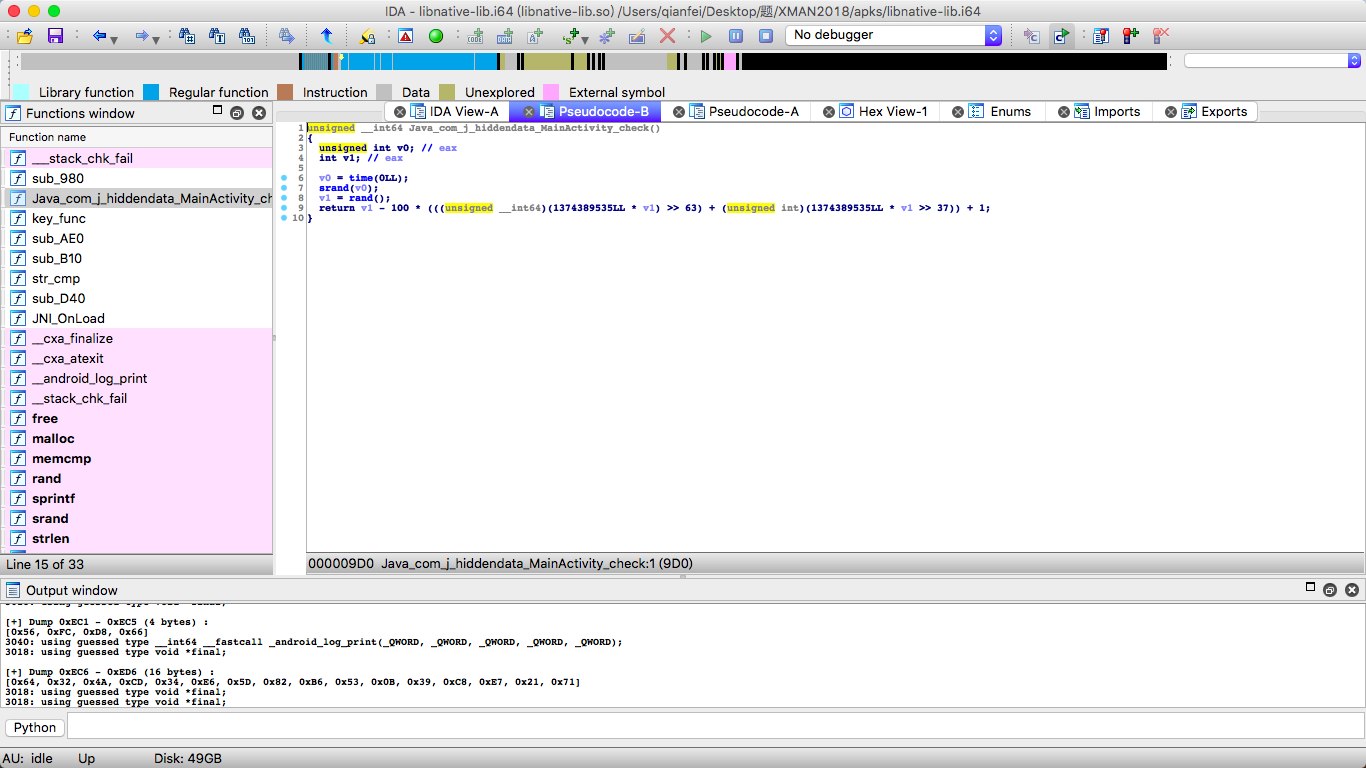 IDA - libnative-lib.i64 (libnative-lib.so) /Users/qianfei/Desktop/题/XMAN2018/apks/libnative-lib.i64
No debugger
Library function Regular function Instruction Data Unexplored External symbol
Functions window
IDA View-A Pseudocode-B Pseudocode-A Hex View-1 Enums Imports Exports
Function name
___stack_chk_fail
sub_980
Java_com_j_hiddendata_MainActivity_ch
key_func
sub_AE0
sub_B10
str_cmp
sub_D40
JNI_OnLoad
__cxa_finalize
__cxa_atexit
__android_log_print
__stack_chk_fail
free
malloc
memcmp
rand
sprintf
srand
strlen
Line 15 of 33
1 unsigned __int64 Java_com_j_hiddendata_MainActivity_check()
2 {
3 unsigned int v0; // eax
4 int v1; // eax
5
6 v0 = time(0LL);
7 srand(v0);
8 v1 = rand();
9 return v1 - 100 * (((unsigned __int64)(1374389535LL * v1) >> 63) + (unsigned int)(1374389535LL * v1 >> 37)) + 1;
10 }
000009D0 Java_com_j_hiddendata_MainActivity_check:1 (9D0)
Output window
[+] Dump 0xEC1 - 0xEC5 (4 bytes) :
[0x56, 0xFC, 0xD8, 0x66]
3040: using guessed type __int64 __fastcall _android_log_print(_QWORD, _QWORD, _QWORD, _QWORD, _QWORD);
3018: using guessed type void *final;
[+] Dump 0xEC6 - 0xED6 (16 bytes) :
[0x64, 0x32, 0x4A, 0xCD, 0x34, 0xE6, 0x5D, 0x82, 0xB6, 0x53, 0x0B, 0x39, 0xC8, 0xE7, 0x21, 0x71]
3018: using guessed type void *final;
3018: using guessed type void *final;
Python
AU: idle Up Disk: 49GB